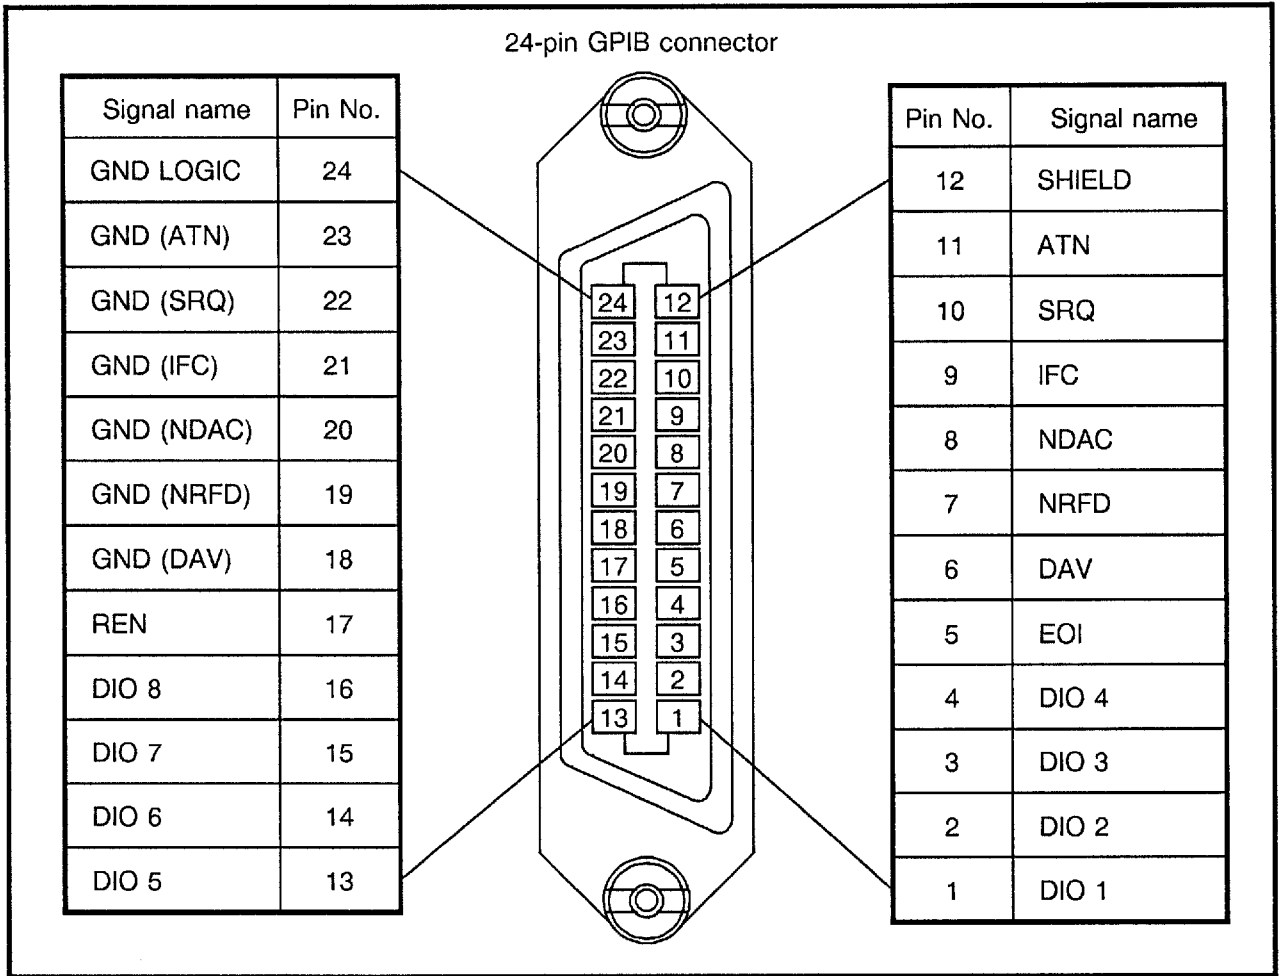 24-pin GPIB connector
Signal name Pin No.
GND LOGIC 24
GND (ATN) 23
GND (SRQ) 22
GND (IFC) 21
GND (NDAC) 20
GND (NRFD) 19
GND (DAV) 18
REN 17
DIO 8 16
DIO 7 15
DIO 6 14
DIO 5 13
24 12
23 11
22 10
21 9
20 8
19 7
18 6
17 5
16 4
15 3
14 2
13 1
Pin No. Signal name
12 SHIELD
11 ATN
10 SRQ
9 IFC
8 NDAC
7 NRFD
6 DAV
5 EOI
4 DIO 4
3 DIO 3
2 DIO 2
1 DIO 1